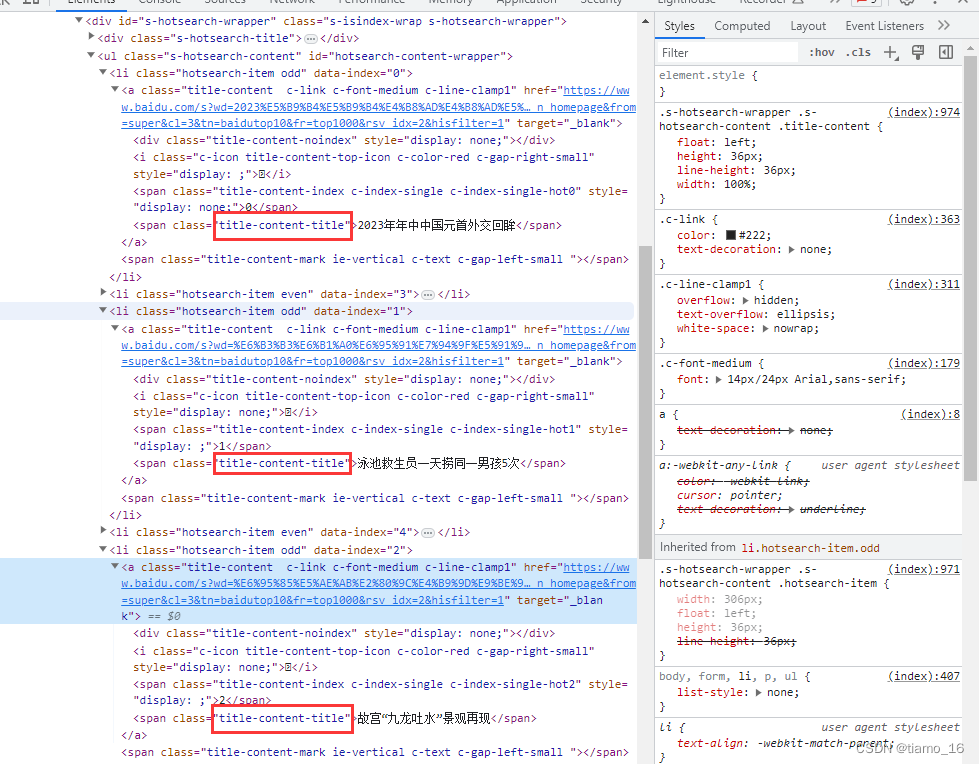 Elements
Console
Sources
Network
Performance
Memory
Application
Security
Lighthouse
Recorder
<div id="s-hotsearch-wrapper" class="s-isindex-wrap s-hotsearch-wrapper">
<div class="s-hotsearch-title">…</div>
<ul class="s-hotsearch-content" id="hotsearch-content-wrapper">
<li class="hotsearch-item odd" data-index="0">
<a class="title-content  c-link c-font-medium c-line-clamp1" href="https://ww
w.baidu.com/s?wd=2023%E5%B9%B4%E5%B9%B4%E4%B8%AD%E4%B8%AD%E5%… n_homepage&from
=super&cl=3&tn=baidutop10&fr=top1000&rsv_idx=2&hisfilter=1" target="_blank">
<div class="title-content-noindex" style="display: none;"></div>
<i class="c-icon title-content-top-icon c-color-red c-gap-right-small"
style="display: ;"></i>
<span class="title-content-index c-index-single c-index-single-hot0" style=
"display: none;">0</span>
<span class="title-content-title">2023年年中中国元首外交回眸</span>
</a>
<span class="title-content-mark ie-vertical c-text c-gap-left-small "></span>
</li>
<li class="hotsearch-item even" data-index="3">…</li>
<li class="hotsearch-item odd" data-index="1">
<a class="title-content  c-link c-font-medium c-line-clamp1" href="https://ww
w.baidu.com/s?wd=%E6%B3%B3%E6%B1%A0%E6%95%91%E7%94%9F%E5%91%9… n_homepage&from
=super&cl=3&tn=baidutop10&fr=top1000&rsv_idx=2&hisfilter=1" target="_blank">
<div class="title-content-noindex" style="display: none;"></div>
<i class="c-icon title-content-top-icon c-color-red c-gap-right-small"
style="display: none;"></i>
<span class="title-content-index c-index-single c-index-single-hot1" style=
"display: ;">1</span>
<span class="title-content-title">泳池救生员一天捞同一男孩5次</span>
</a>
<span class="title-content-mark ie-vertical c-text c-gap-left-small "></span>
</li>
<li class="hotsearch-item even" data-index="4">…</li>
<li class="hotsearch-item odd" data-index="2">
<a class="title-content  c-link c-font-medium c-line-clamp1" href="https://ww
w.baidu.com/s?wd=%E6%95%85%E5%AE%AB%E2%80%9C%E4%B9%9D%E9%BE%9… n_homepage&from
=super&cl=3&tn=baidutop10&fr=top1000&rsv_idx=2&hisfilter=1" target="_blan
k"> == $0
<div class="title-content-noindex" style="display: none;"></div>
<i class="c-icon title-content-top-icon c-color-red c-gap-right-small"
style="display: none;"></i>
<span class="title-content-index c-index-single c-index-single-hot2" style=
"display: ;">2</span>
<span class="title-content-title">故宫“九龙吐水”景观再现</span>
</a>
<span class="title-content-mark ie-vertical c-text c-gap-left-small "></span>
Styles
Computed
Layout
Event Listeners
Filter
:hov
.cls
element.style {
}
.s-hotsearch-wrapper .s- (index):974
hotsearch-content .title-content {
float: left;
height: 36px;
line-height: 36px;
width: 100%;
}
.c-link { (index):363
color: #222;
text-decoration: none;
}
.c-line-clamp1 { (index):311
overflow: hidden;
text-overflow: ellipsis;
white-space: nowrap;
}
.c-font-medium { (index):179
font: 14px/24px Arial,sans-serif;
}
a { (index):8
text-decoration: none;
}
a:-webkit-any-link { user agent stylesheet
color: -webkit-link;
cursor: pointer;
text-decoration: underline;
}
Inherited from li.hotsearch-item.odd
.s-hotsearch-wrapper .s- (index):971
hotsearch-content .hotsearch-item {
width: 306px;
float: left;
height: 36px;
line-height: 36px;
}
body, form, li, p, ul { (index):407
list-style: none;
}
li { user agent stylesheet
text-align: -webkit-match-parent;
}
CSDN @tiamo_16